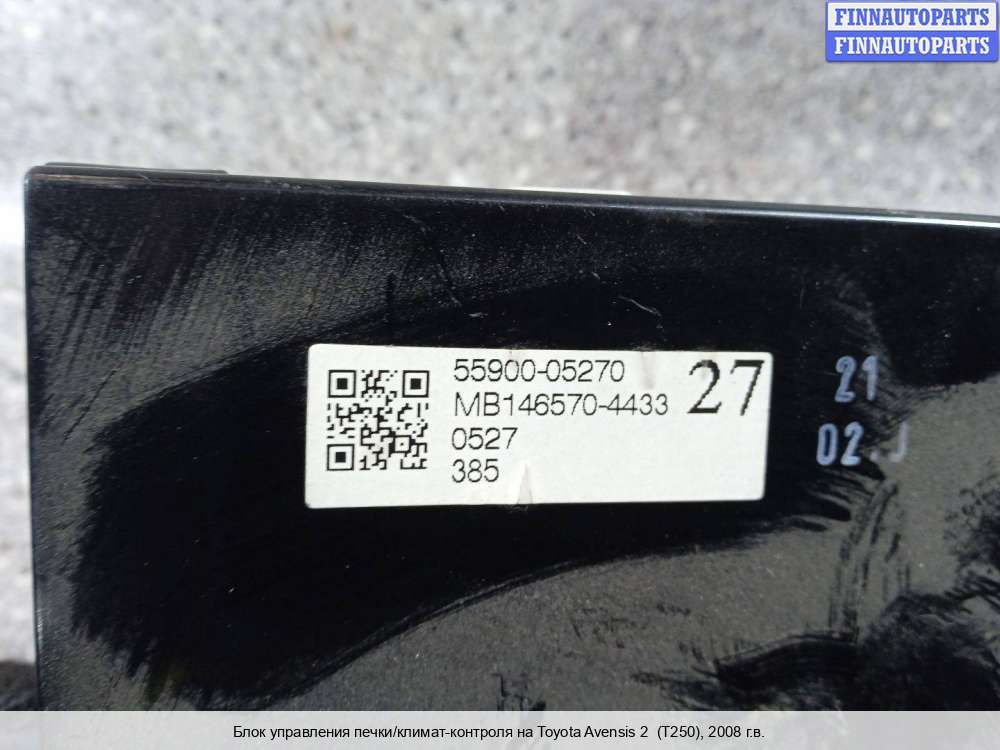 FINNAUTOPARTS
FINNAUTOPARTS
55900-05270
MB146570-4433
27
0527
385
21
02.J
Блок управления печки/климат-контроля на Toyota Avensis 2 (T250), 2008 г.в.